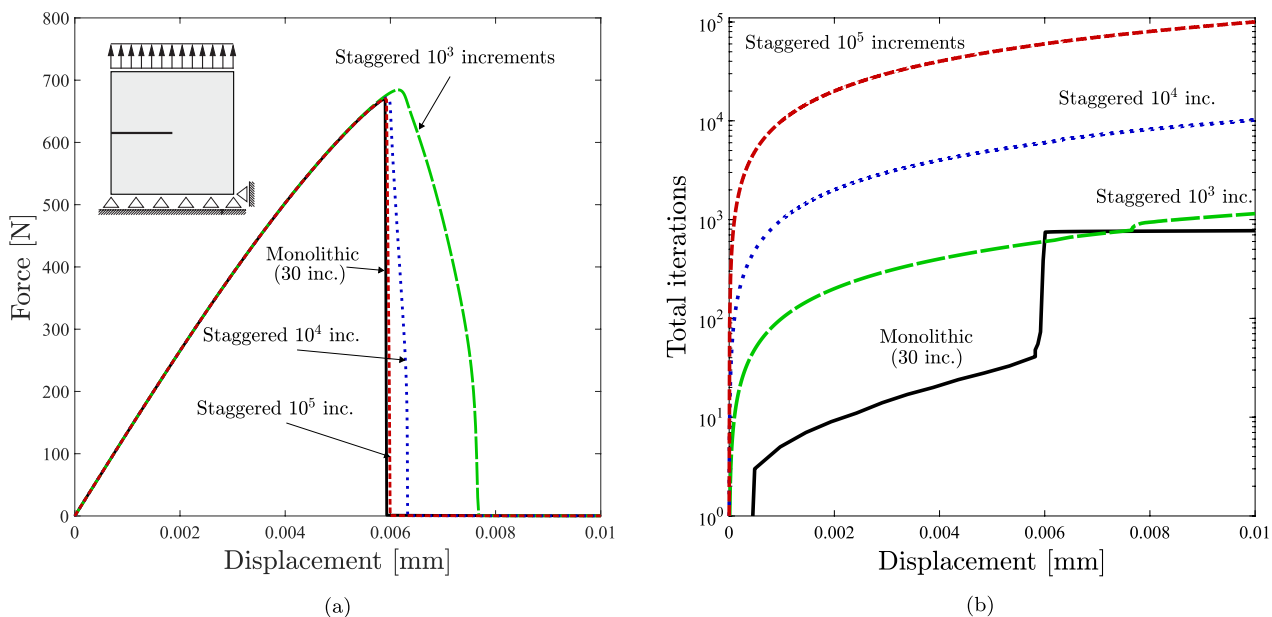 800
700
600
500
400
300
200
100
0
Force [N]
Staggered 10³ increments
Monolithic
(30 inc.)
Staggered 10⁴ inc.
Staggered 10⁵ inc.
0
0.002
0.004
0.006
0.008
0.01
Displacement [mm]
(a)
10⁵
10⁴
10³
10²
10¹
10⁰
Total iterations
Staggered 10⁵ increments
Staggered 10⁴ inc.
Staggered 10³ inc.
Monolithic
(30 inc.)
0
0.002
0.004
0.006
0.008
0.01
Displacement [mm]
(b)